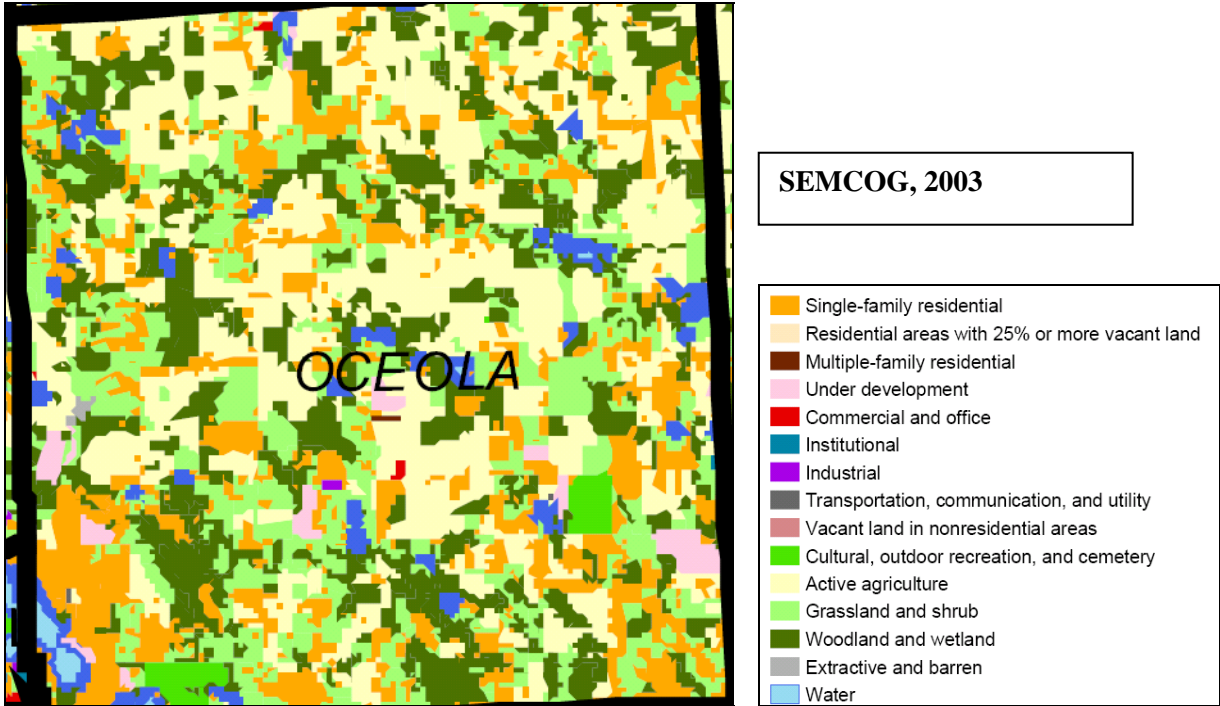 SEMCOG, 2003
OCEOLA
Single-family residential
Residential areas with 25% or more vacant land
Multiple-family residential
Under development
Commercial and office
Institutional
Industrial
Transportation, communication, and utility
Vacant land in nonresidential areas
Cultural, outdoor recreation, and cemetery
Active agriculture
Grassland and shrub
Woodland and wetland
Extractive and barren
Water